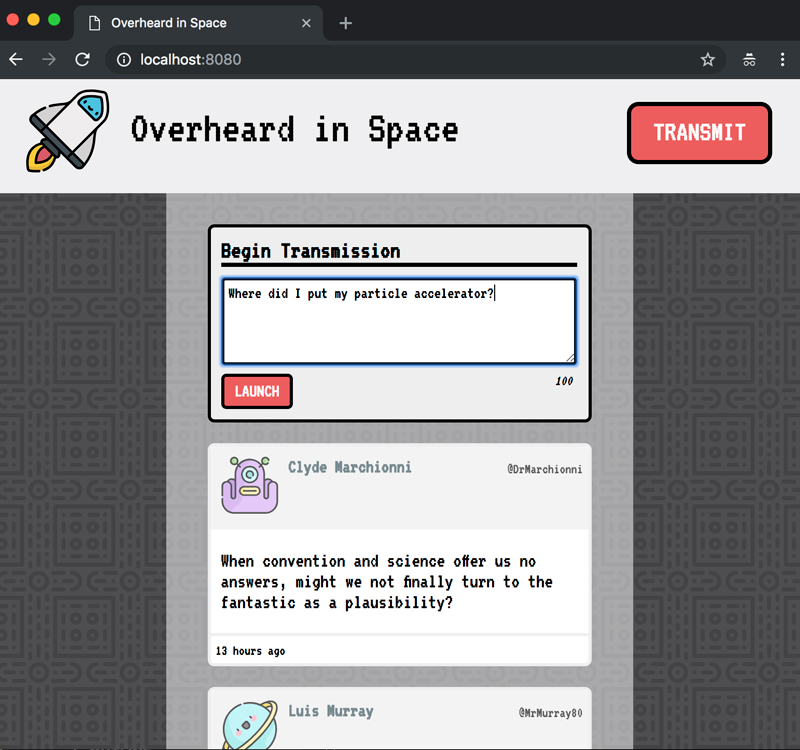 Overheard in Space
localhost:8080
Overheard in Space
TRANSMIT
Begin Transmission
Where did I put my particle accelerator?
LAUNCH
100
Clyde Marchionni
@DrMarchionni
When convention and science offer us no
answers, might we not finally turn to the
fantastic as a plausibility?
13 hours ago
Luis Murray
@MrMurray80